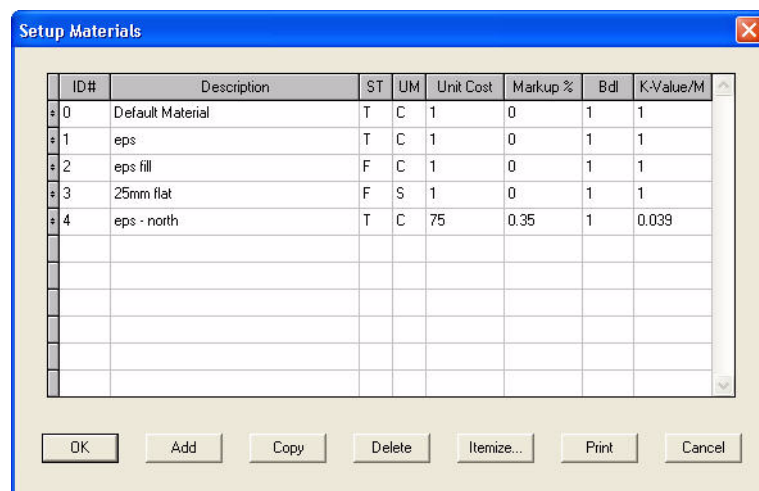 Setup Materials
ID# Description ST UM Unit Cost Markup % Bdl K-Value/M
0 Default Material T C 1 0 1 1
1 eps T C 1 0 1 1
2 eps fill F C 1 0 1 1
3 25mm flat F S 1 0 1 1
4 eps - north T C 75 0.35 1 0.039
OK Add Copy Delete Itemize... Print Cancel